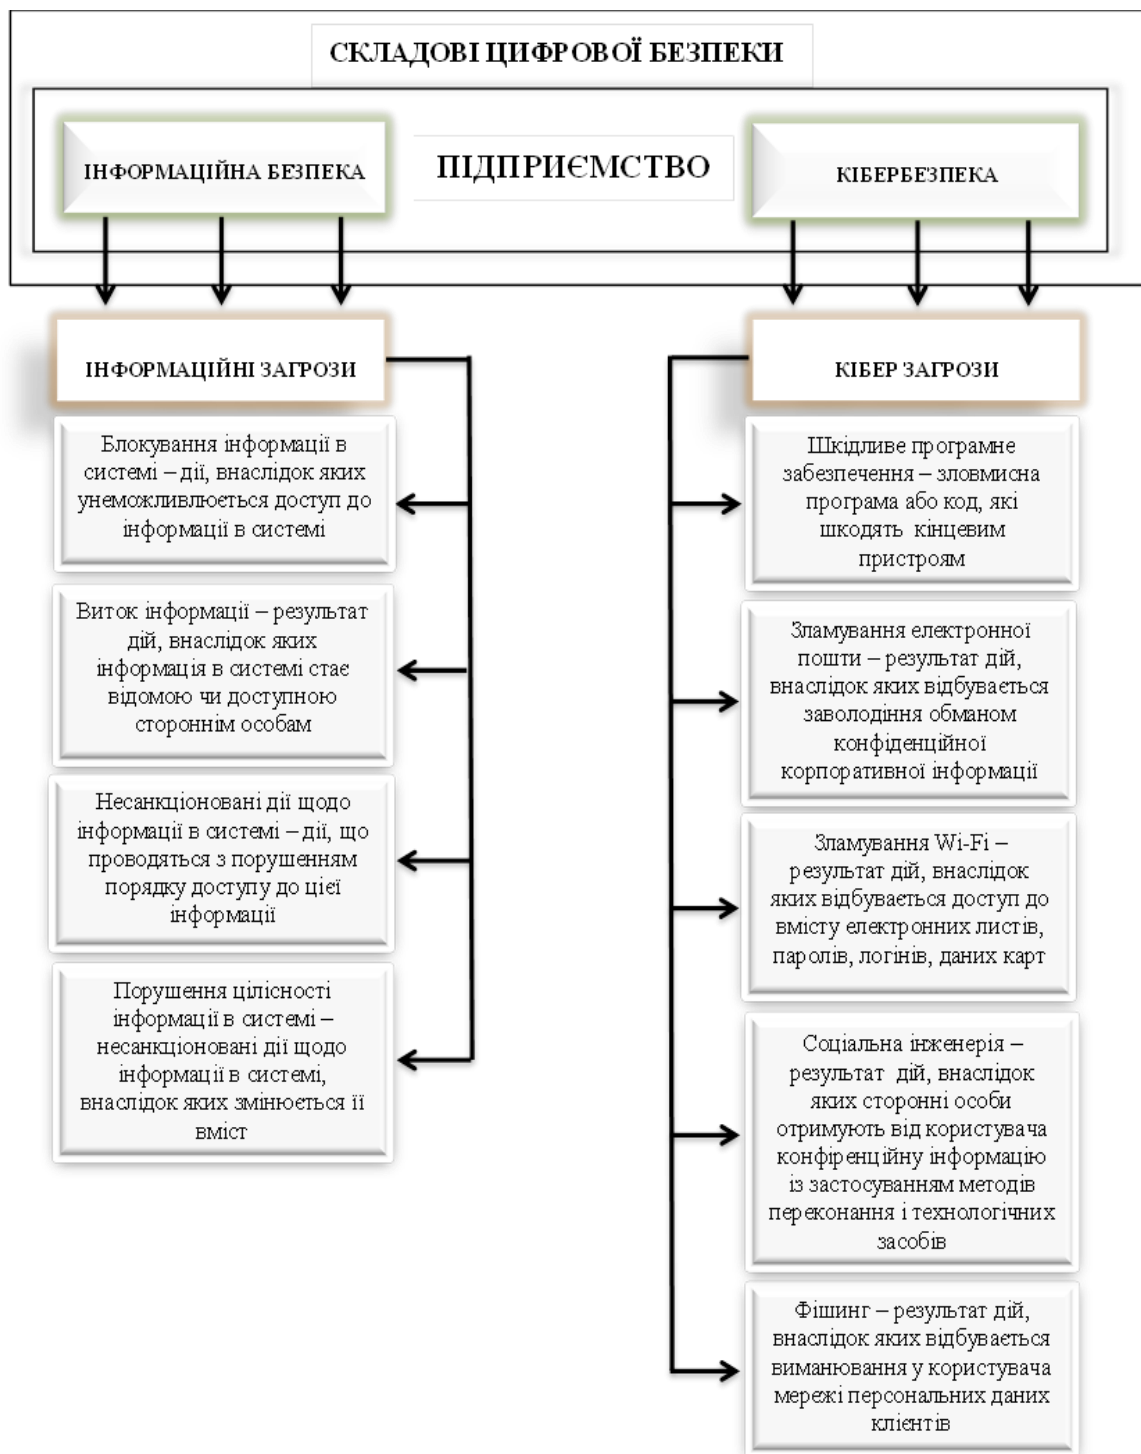 СКЛАДОВІ ЦИФРОВОЇ БЕЗПЕКИ
ІНФОРМАЦІЙНА БЕЗПЕКА
ПІДПРИЄМСТВО
КІБЕРБЕЗПЕКА
ІНФОРМАЦІЙНІ ЗАГРОЗИ
Блокування інформації в
системі – дії, внаслідок яких
унеможливлюється доступ до
інформації в системі
Виток інформації – результат
дій, внаслідок яких
інформація в системі стає
відомою чи доступною
стороннім особам
Несанкціоновані дії щодо
інформації в системі – дії, що
проводяться з порушенням
порядку доступу до цієї
інформації
Порушення цілісності
інформації в системі –
несанкціоновані дії щодо
інформації в системі,
внаслідок яких змінюється її
вміст
КІБЕР ЗАГРОЗИ
Шкідливе програмне
забезпечення – зловмисна
програма або код, які
шкодять кінцевим
пристроям
Зламування електронної
пошти – результат дій,
внаслідок яких відбувається
заволодіння обманом
конфіденційної
корпоративної інформації
Зламування Wi-Fi –
результат дій, внаслідок
яких відбувається доступ до
вмісту електронних листів,
паролів, логінів, даних карт
Соціальна інженерія –
результат дій, внаслідок
яких сторонні особи
отримують від користувача
конфіренційну інформацію
із застосуванням методів
переконання і технологічних
засобів
Фішинг – результат дій,
внаслідок яких відбувається
виманювання у користувача
мережі персональних даних
клієнтів